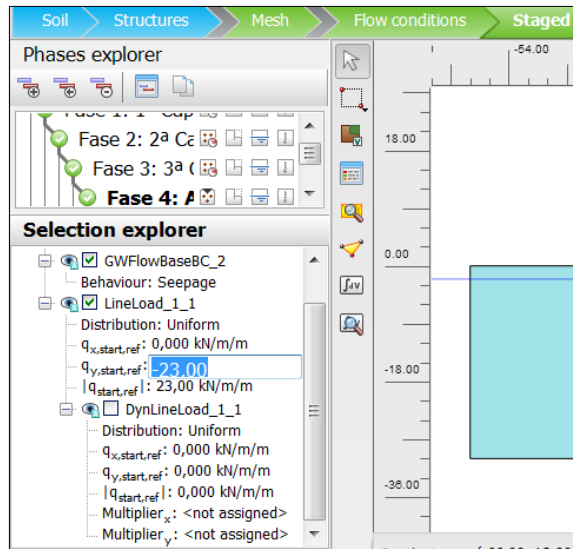 Soil Structures Mesh Flow conditions Staged
Phases explorer
-54.00
Fase 2: 2ª Ca
18.00
Fase 3: 3ª (
Fase 4: A
Selection explorer
GWFlowBaseBC_2
0.00
Behaviour: Seepage
LineLoad_1_1
Distribution: Uniform
qx,start,ref: 0,000 kN/m/m
qy,start,ref: -23.00
-18.00
|qstart,ref|: 23,00 kN/m/m
DynLineLoad_1_1
Distribution: Uniform
qx,start,ref: 0,000 kN/m/m
qy,start,ref: 0,000 kN/m/m
-36.00
|qstart,ref|: 0,000 kN/m/m
Multiplierx: <not assigned>
Multipliery: <not assigned>